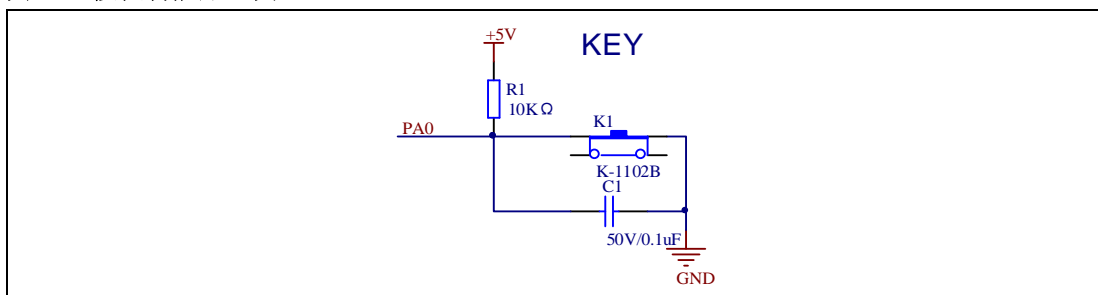 +5V
KEY
R1
10KΩ
PA0
K1
K-1102B
C1
50V/0.1uF
GND